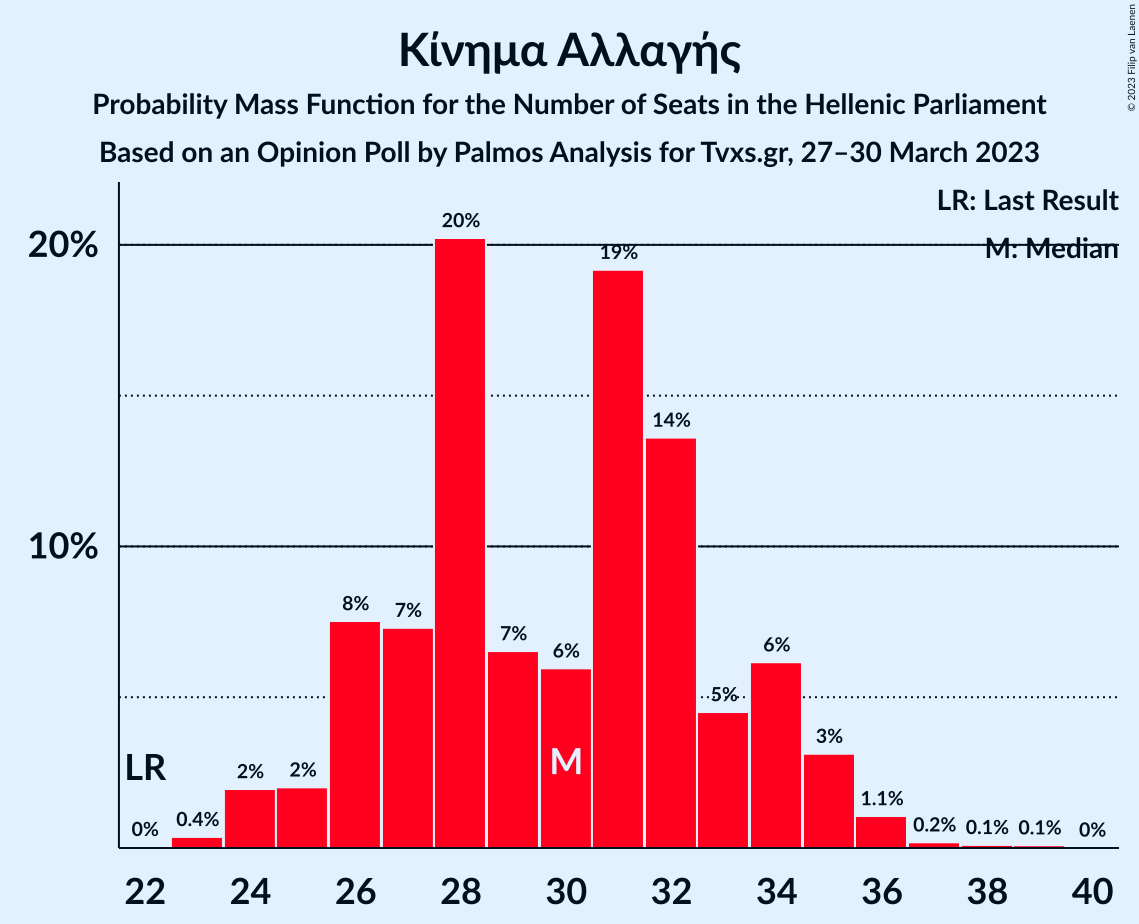 Κίνημα Αλλαγής
Probability Mass Function for the Number of Seats in the Hellenic Parliament
Based on an Opinion Poll by Palmos Analysis for Tvxs.gr, 27–30 March 2023
© 2023 Filip van Laenen
LR: Last Result
M: Median
20%
10%
20%
19%
14%
8%
7%
7%
6%
5%
6%
3%
LR
M
0%
0.4%
2%
2%
1.1%
0.2%
0.1%
0.1%
0%
22 24 26 28 30 32 34 36 38 40